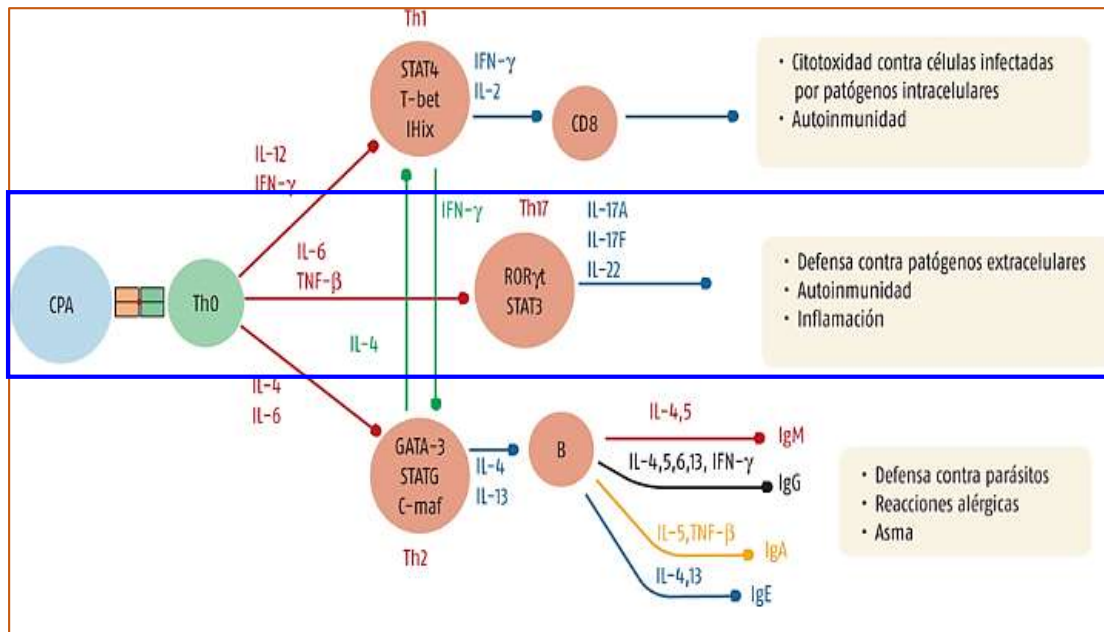 Th1
STAT4
T-bet
IHix
IFN-γ
IL-2
CD8
• Citotoxidad contra células infectadas
por patógenos intracelulares
• Autoinmunidad
IL-12
IFN-γ
IFN-γ
Th17
IL-17A
IL-17F
IL-22
IL-6
TNF-β
CPA
Th0
RORγt
STAT3
• Defensa contra patógenos extracelulares
• Autoinmunidad
• Inflamación
IL-4
IL-4
IL-6
GATA-3
STATG
C-maf
Th2
IL-4
IL-13
B
IL-4,5
IgM
IL-4,5,6,13, IFN-γ
IgG
IL-5,TNF-β
IgA
IL-4,13
IgE
• Defensa contra parásitos
• Reacciones alérgicas
• Asma